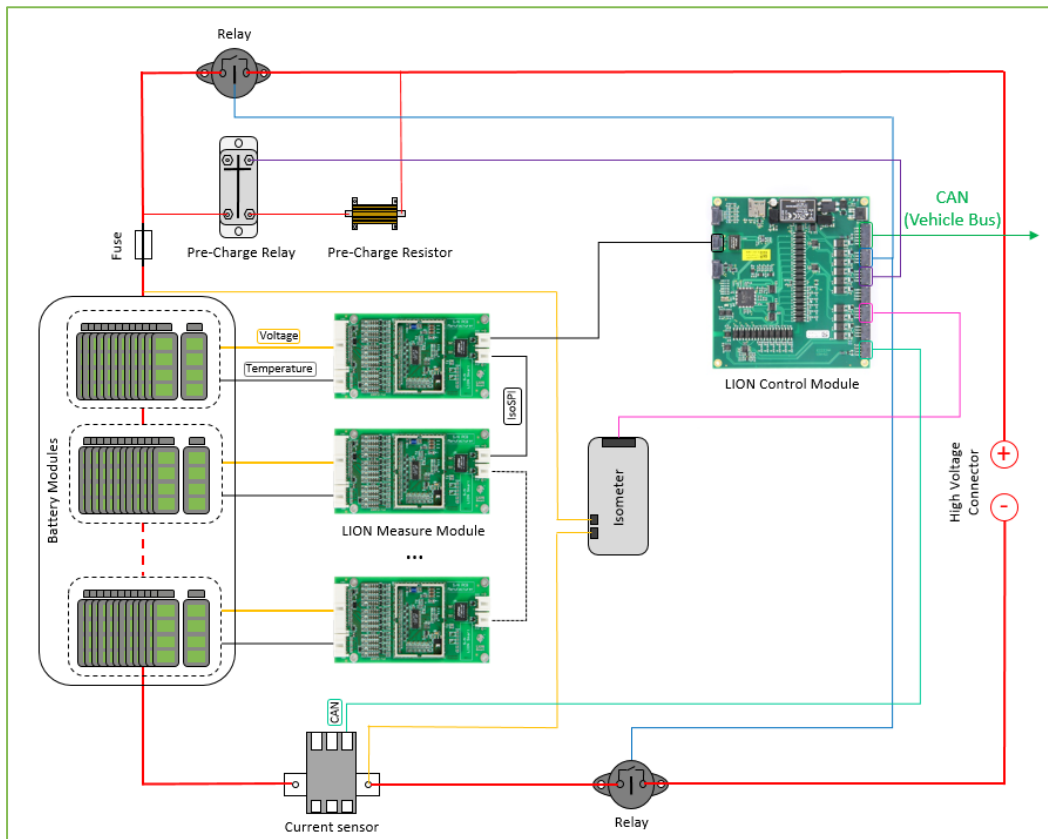 Relay
CAN
(Vehicle Bus)
Fuse
Pre-Charge Relay
Pre-Charge Resistor
Voltage
Temperature
IsoSPI
LION Control Module
Battery Modules
LION Measure Module
...
Isometer
High Voltage
Connector
+
-
CAN
Current sensor
Relay